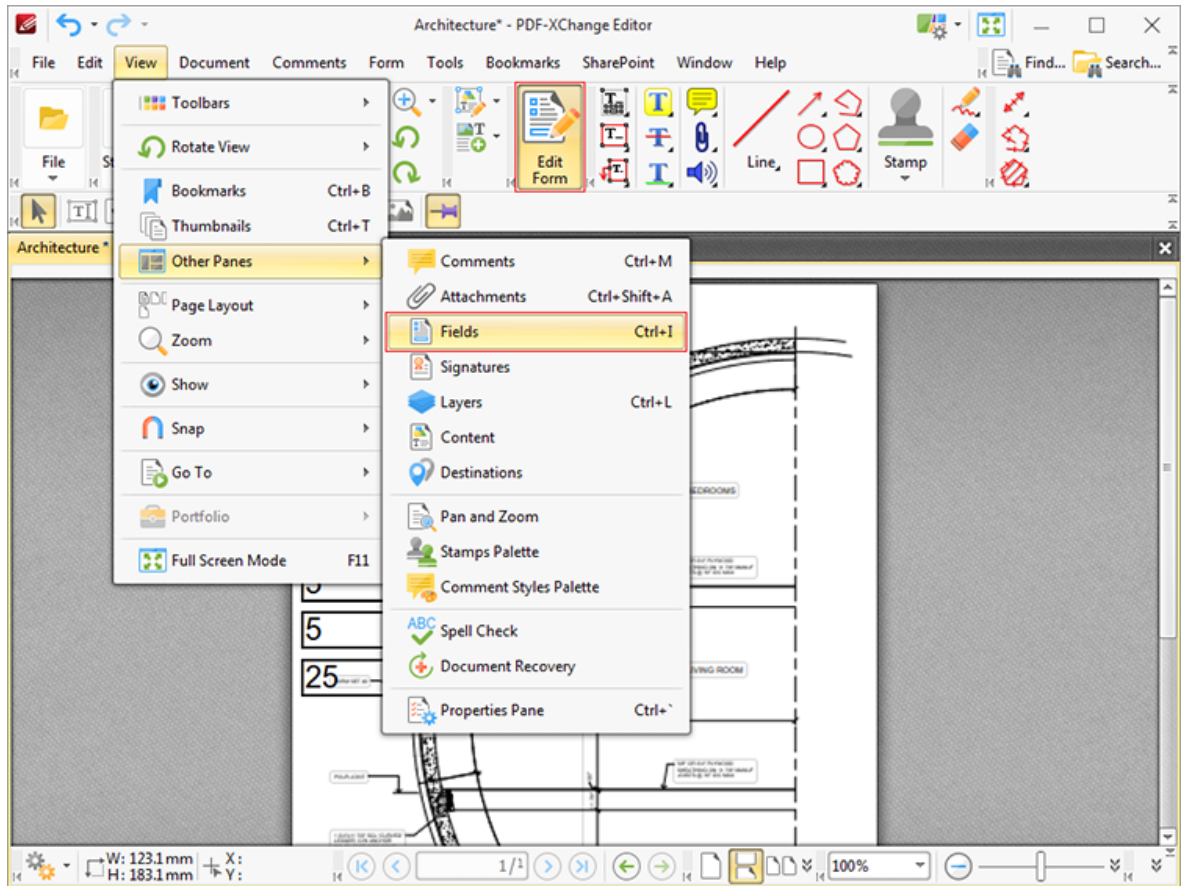 Architecture* - PDF-XChange Editor
File Edit View Document Comments Form Tools Bookmarks SharePoint Window Help
Find... Search...
File
Edit
Form
Line
Stamp
Architecture *
Toolbars
Rotate View
Bookmarks Ctrl+B
Thumbnails Ctrl+T
Other Panes
Page Layout
Zoom
Show
Snap
Go To
Portfolio
Full Screen Mode F11
Comments Ctrl+M
Attachments Ctrl+Shift+A
Fields Ctrl+I
Signatures
Layers Ctrl+L
Content
Destinations
Pan and Zoom
Stamps Palette
Comment Styles Palette
ABC Spell Check
Document Recovery
Properties Pane Ctrl+`
5
25
ROOM
W: 123.1 mm X:
H: 183.1 mm Y:
1/1
100%